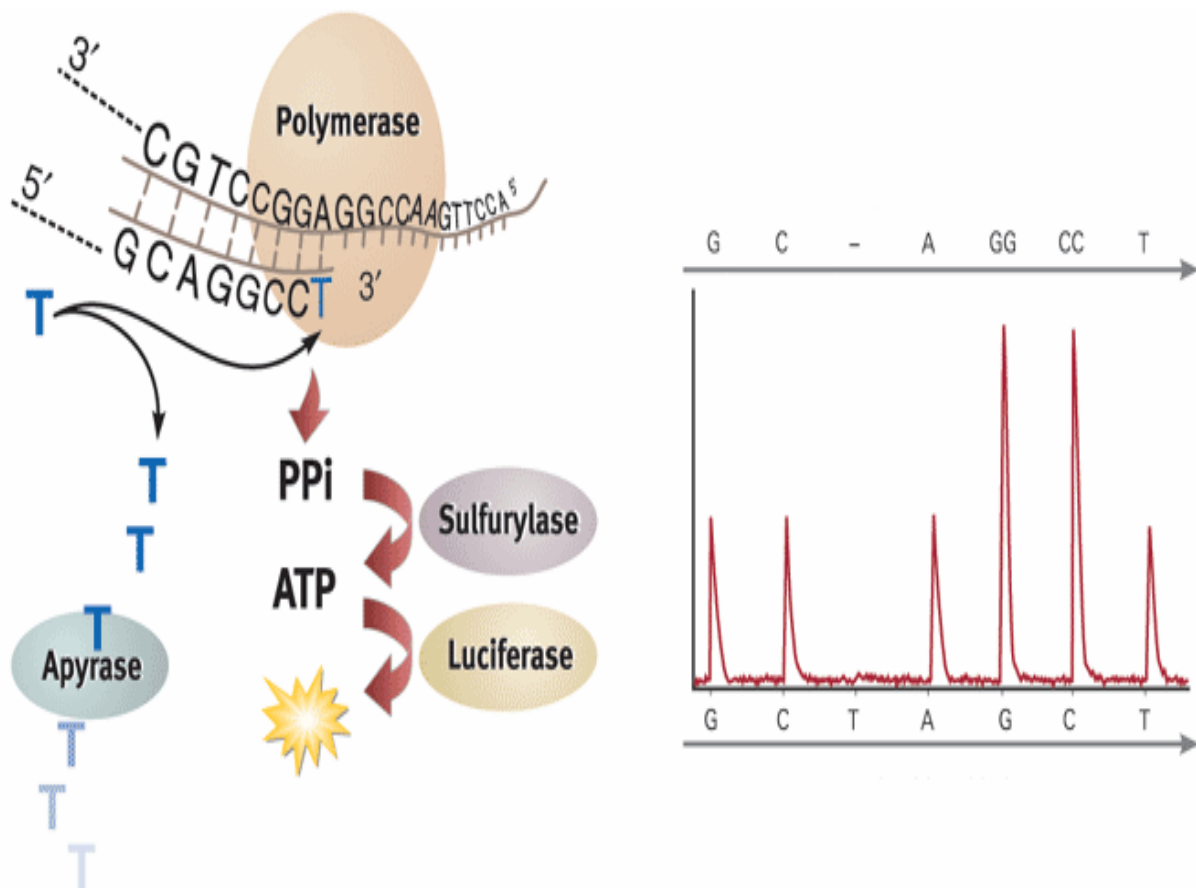 3′
Polymerase
CGTCCGGAGGCCAAGTTCCA 5′
5′
GCAGGCCT 3′
T
T
PPi
Sulfurylase
T
ATP
T
Apyrase
Luciferase
T
T
T
G C – A GG CC T
G C T A G C T